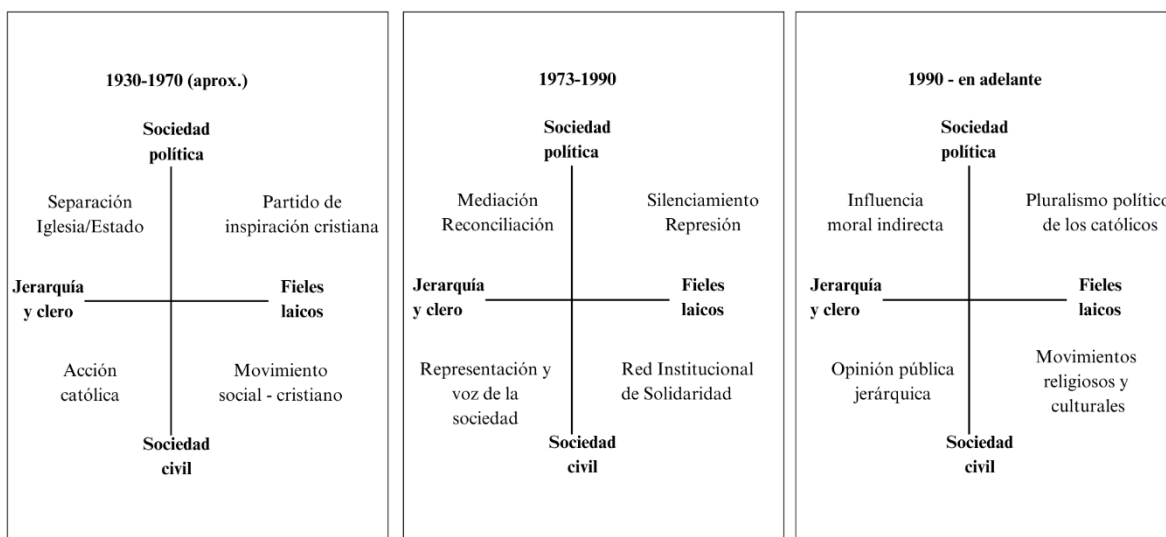 1930-1970 (aprox.)
Sociedad
política
Separación
Iglesia/Estado
Partido de
inspiración cristiana
Jerarquía
y clero
Fieles
laicos
Acción
católica
Movimiento
social - cristiano
Sociedad
civil
1973-1990
Sociedad
política
Mediación
Reconciliación
Silenciamiento
Represión
Jerarquía
y clero
Fieles
laicos
Representación y
voz de la
sociedad
Red Institucional
de Solidaridad
Sociedad
civil
1990 - en adelante
Sociedad
política
Influencia
moral indirecta
Pluralismo político
de los católicos
Jerarquía
y clero
Fieles
laicos
Opinión pública
jerárquica
Movimientos
religiosos y
culturales
Sociedad
civil